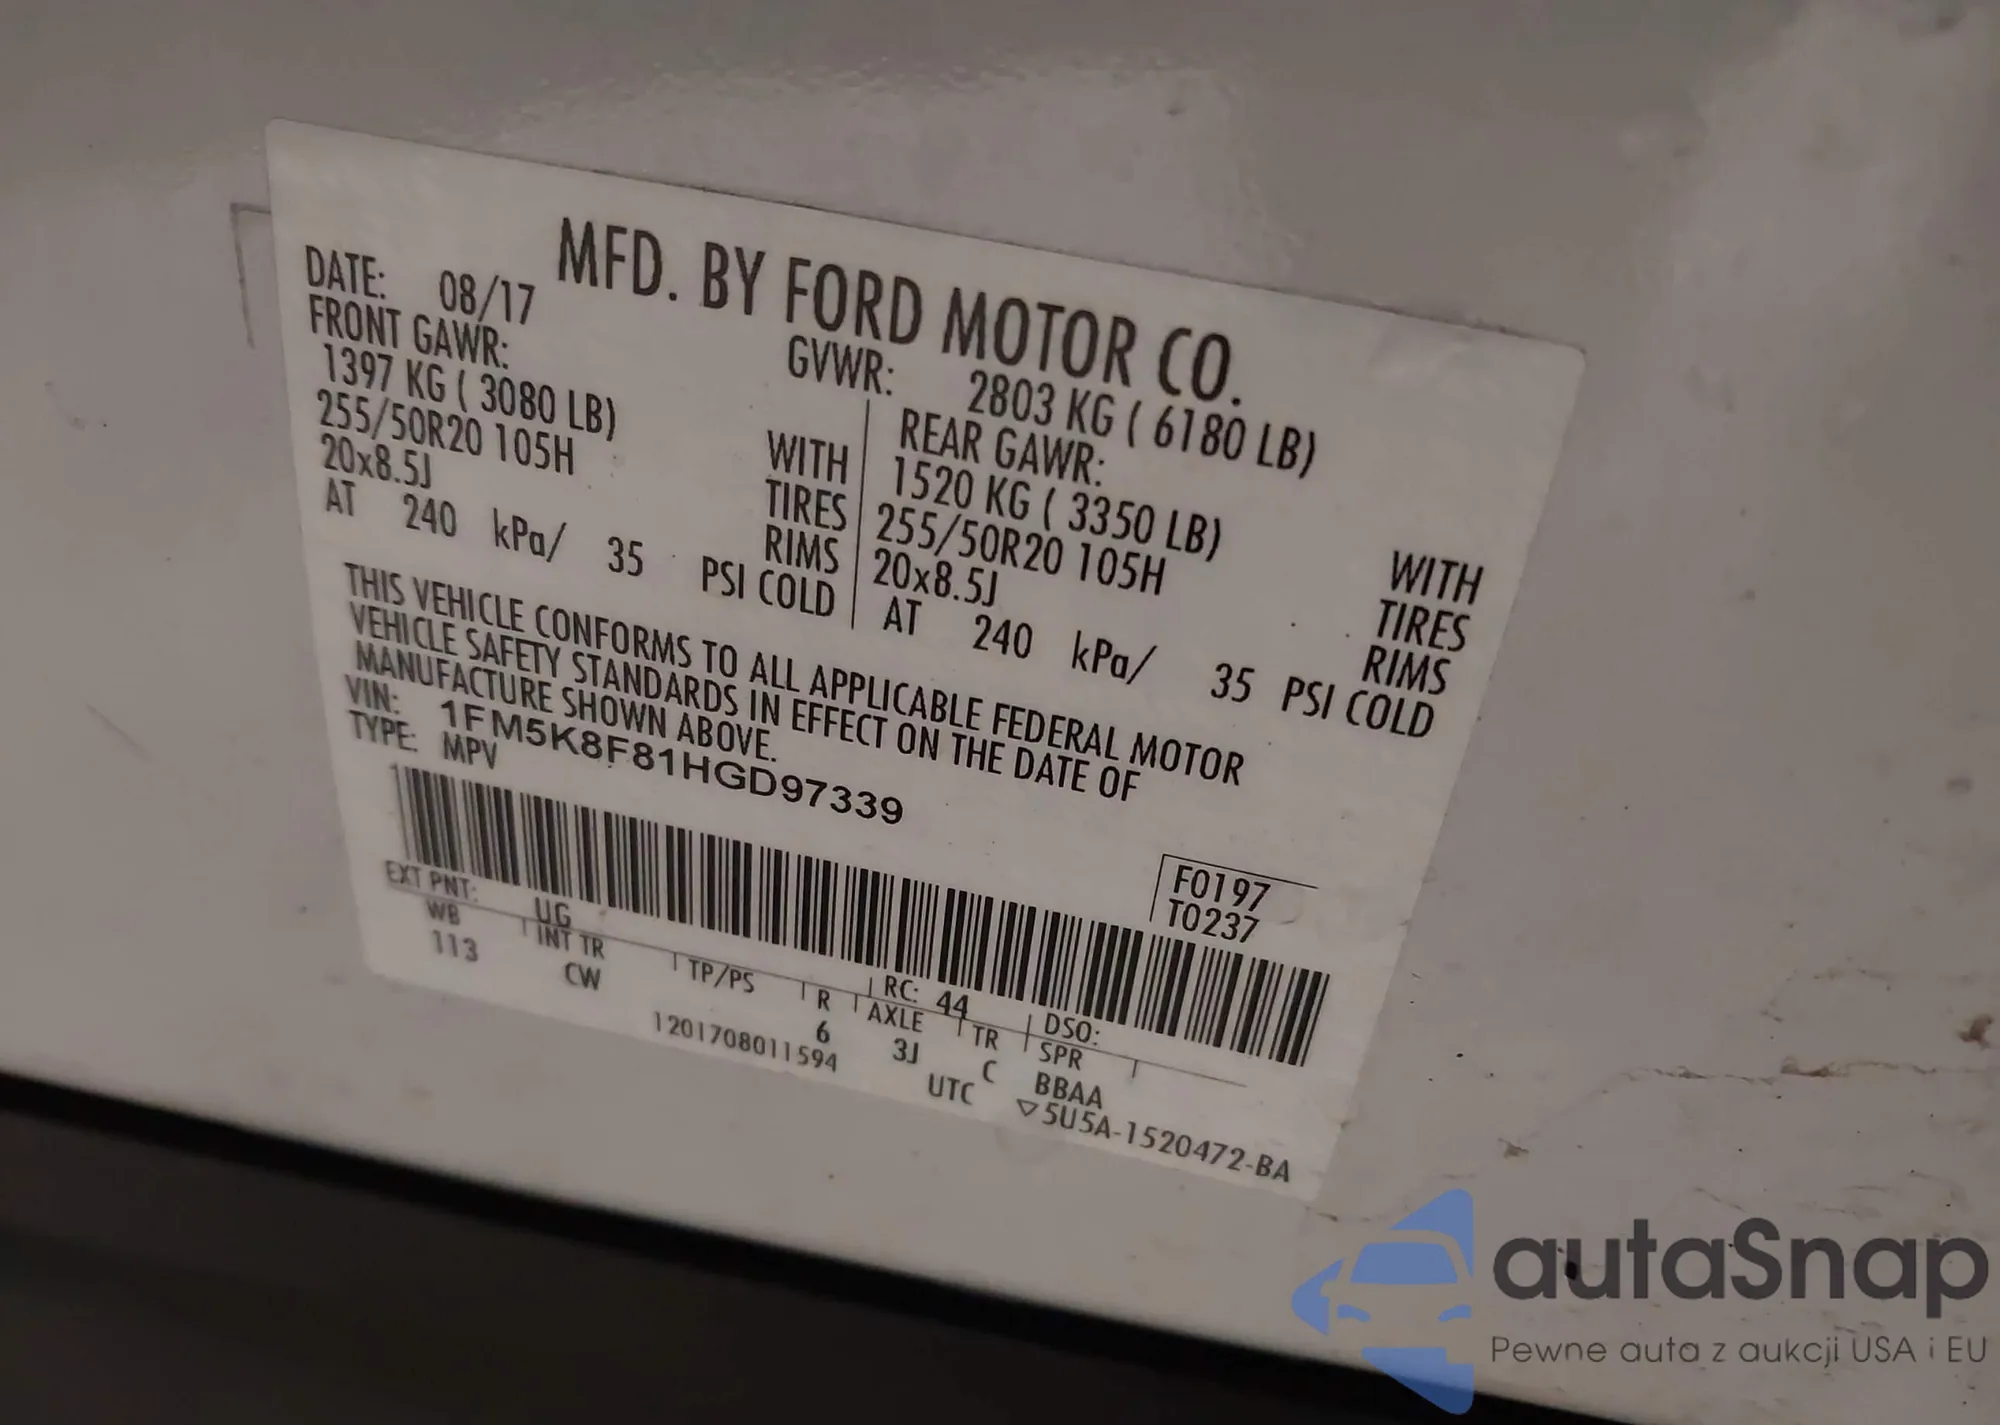 MFD. BY FORD MOTOR CO.
DATE: 08/17 GVWR: 2803 KG ( 6180 LB)
FRONT GAWR: REAR GAWR:
1397 KG ( 3080 LB) WITH 1520 KG ( 3350 LB) WITH
255/50R20 105H TIRES 255/50R20 105H TIRES
20x8.5J RIMS 20x8.5J RIMS
AT 240 kPa/ 35 PSI COLD AT 240 kPa/ 35 PSI COLD
THIS VEHICLE CONFORMS TO ALL APPLICABLE FEDERAL MOTOR
VEHICLE SAFETY STANDARDS IN EFFECT ON THE DATE OF
MANUFACTURE SHOWN ABOVE.
VIN: 1FM5K8F81HGD97339
TYPE: MPV
F0197
T0237
EXT PNT: UG RC: 44 DSO:
WB INT TR TP/PS R AXLE TR SPR
113 CW 6 3J C BBAA
1201708011594 UTC ▽5U5A-1520472-BA
autaSnap
Pewne auta z aukcji USA i EU